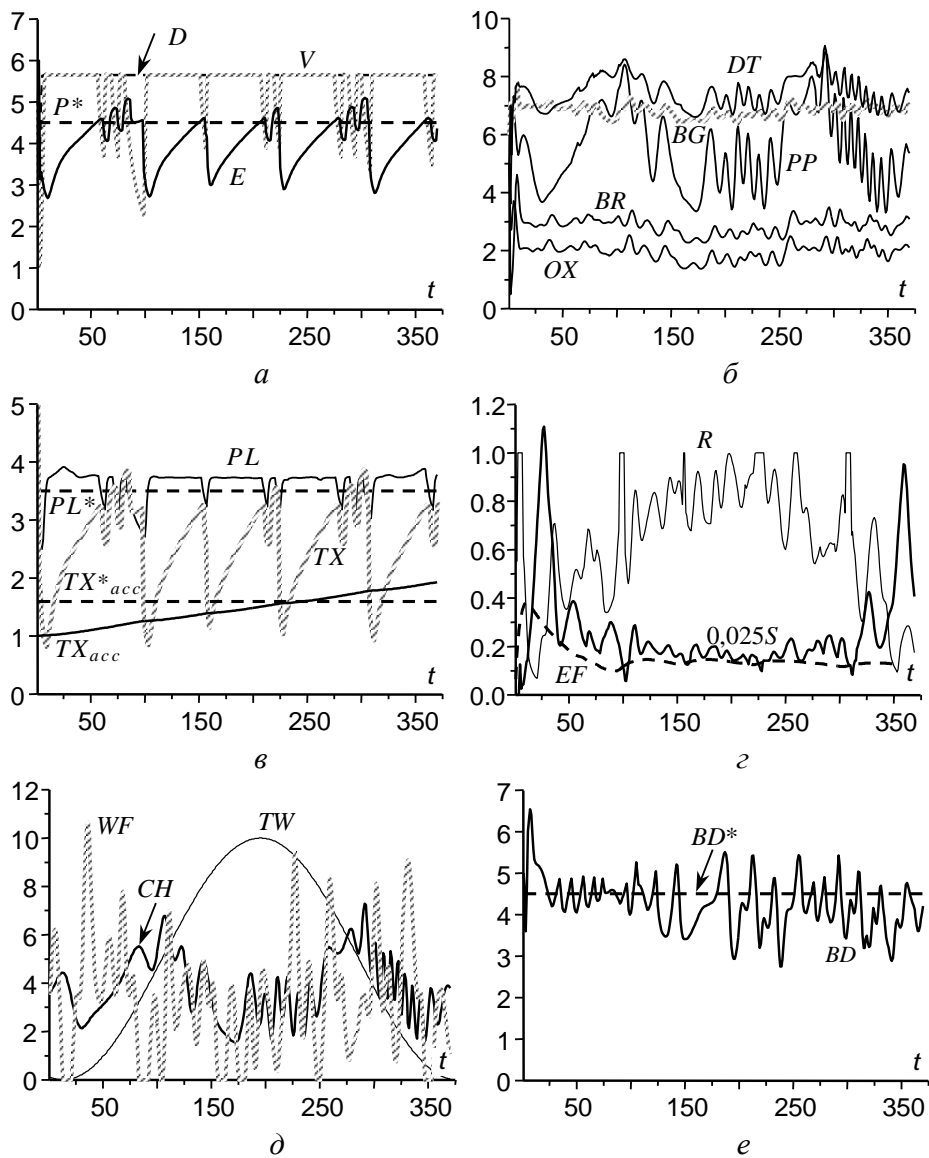 7
6
5
4
3
2
1
0
D
V
P*
E
t
50
150
250
350
а
10
8
6
4
2
0
DT
BG
PP
BR
OX
t
50
150
250
350
б
5
4
3
2
1
0
PL
PL*
TX
TX*acc
TXacc
t
50
150
250
350
в
1.2
1.0
0.8
0.6
0.4
0.2
0.0
R
0,025S
EF
t
50
150
250
350
г
12
10
8
6
4
2
0
WF
TW
CH
t
50
150
250
350
д
7
6
5
4
3
2
1
0
BD*
BD
t
50
150
250
350
е